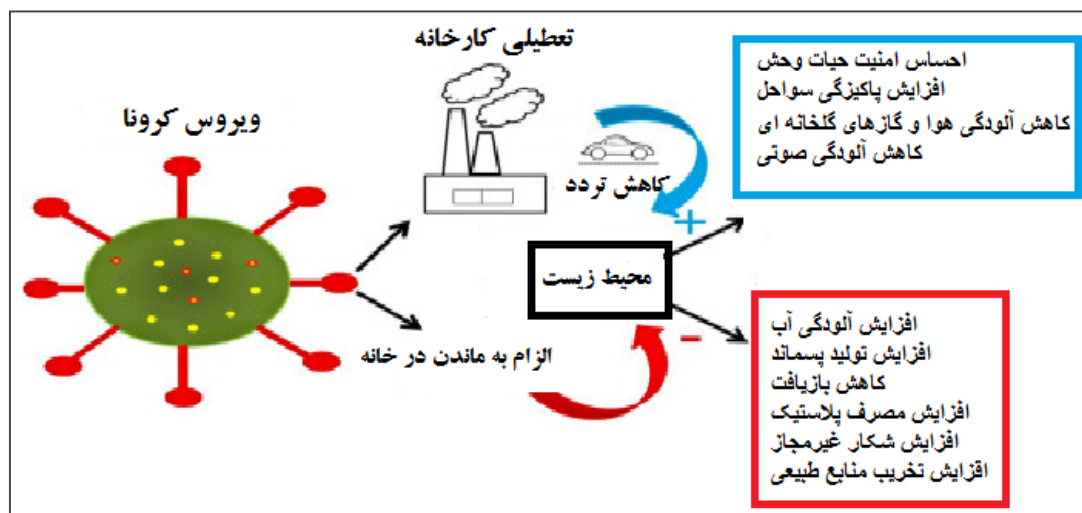 تعطیلی کارخانه
ویروس کرونا
کاهش تردد
+
احساس امنیت حیات وحش
افزایش پاکیزگی سواحل
کاهش آلودگی هوا و گازهای گلخانه ای
کاهش آلودگی صوتی
محیط زیست
-
الزام به ماندن در خانه
افزایش آلودگی آب
افزایش تولید پسماند
کاهش بازیافت
افزایش مصرف پلاستیک
افزایش شکار غیرمجاز
افزایش تخریب منابع طبیعی